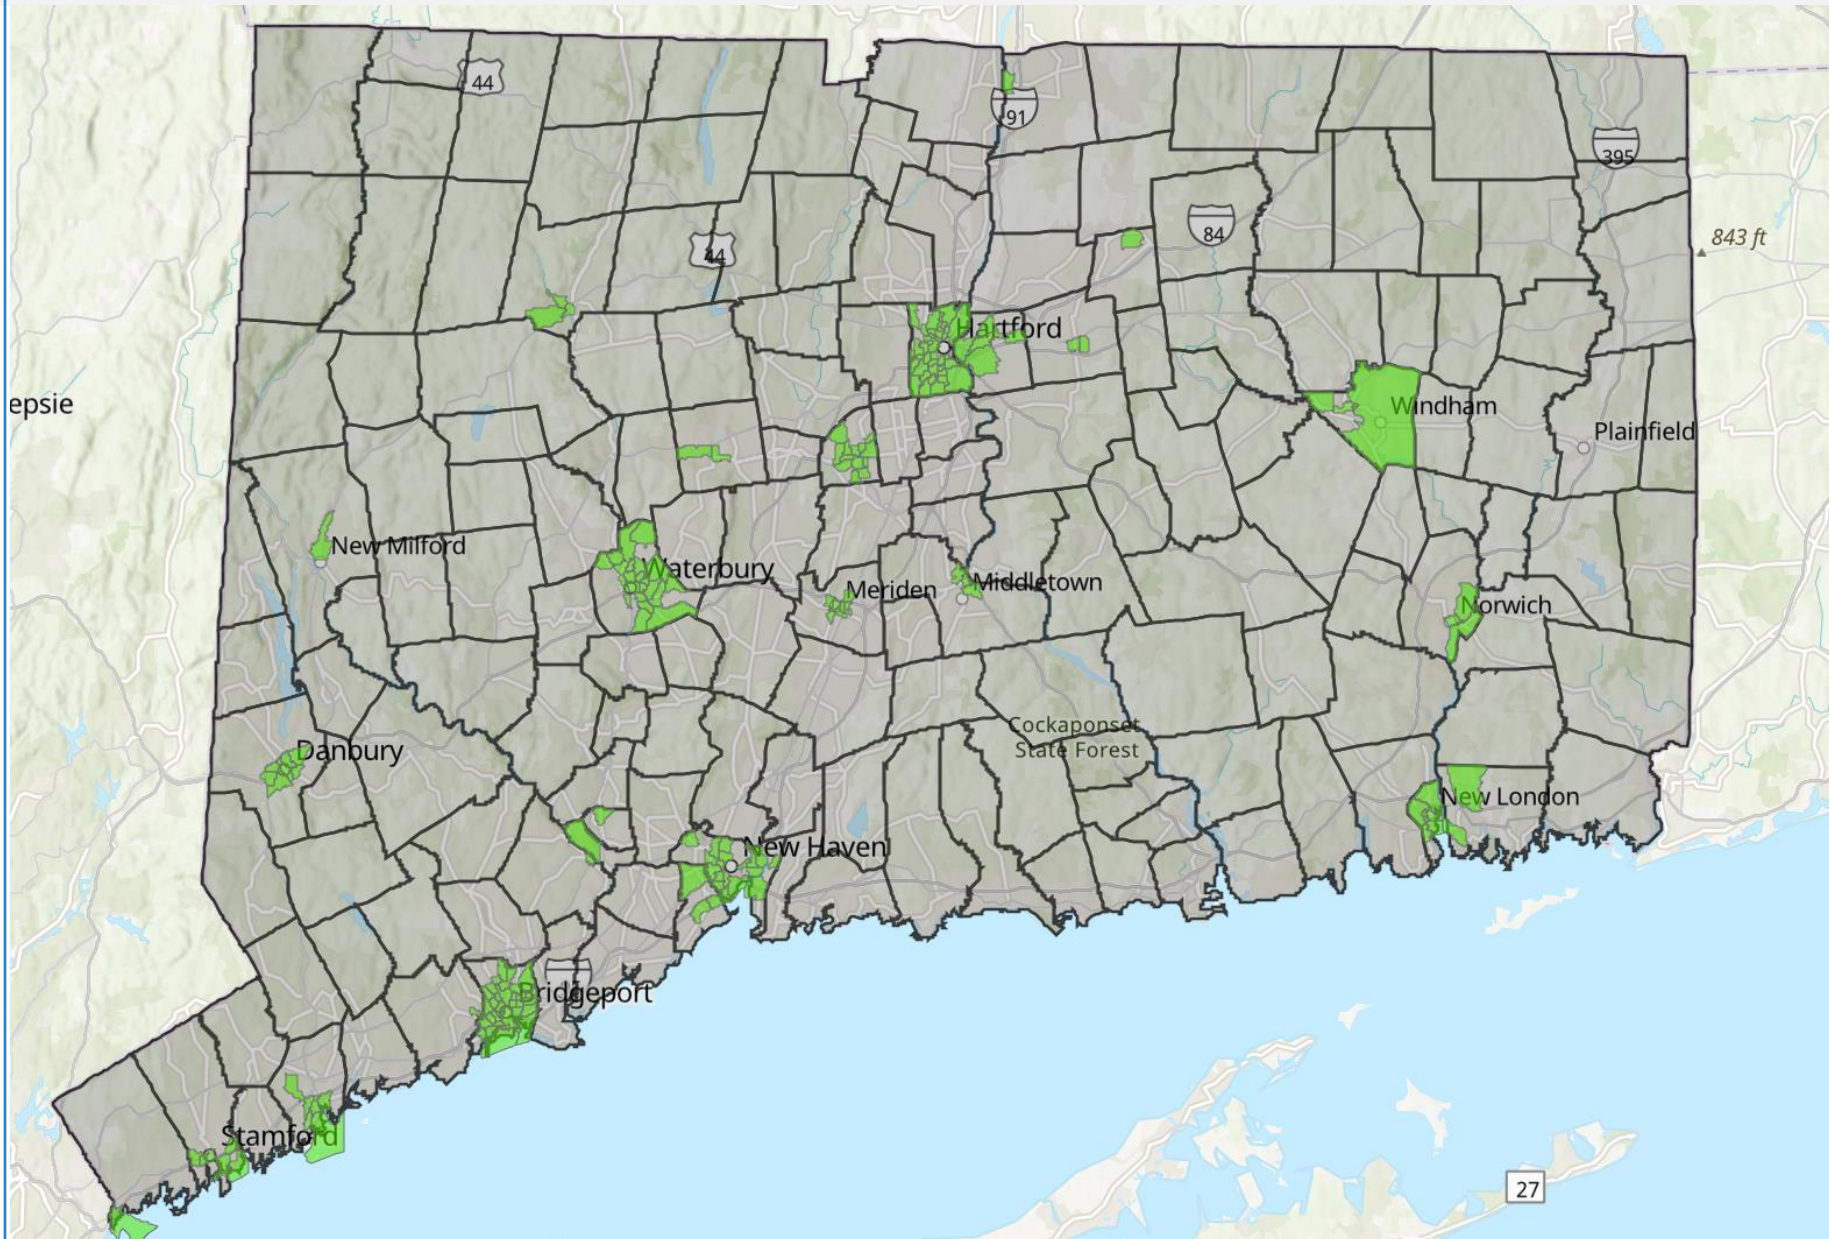 44
91
395
84
44
843 ft
Hartford
epsie
Windham
Plainfield
New Milford
Waterbury
Meriden
Middletown
Norwich
Cockaponset
State Forest
Danbury
New London
New Haven
Bridgeport
Stamford
27